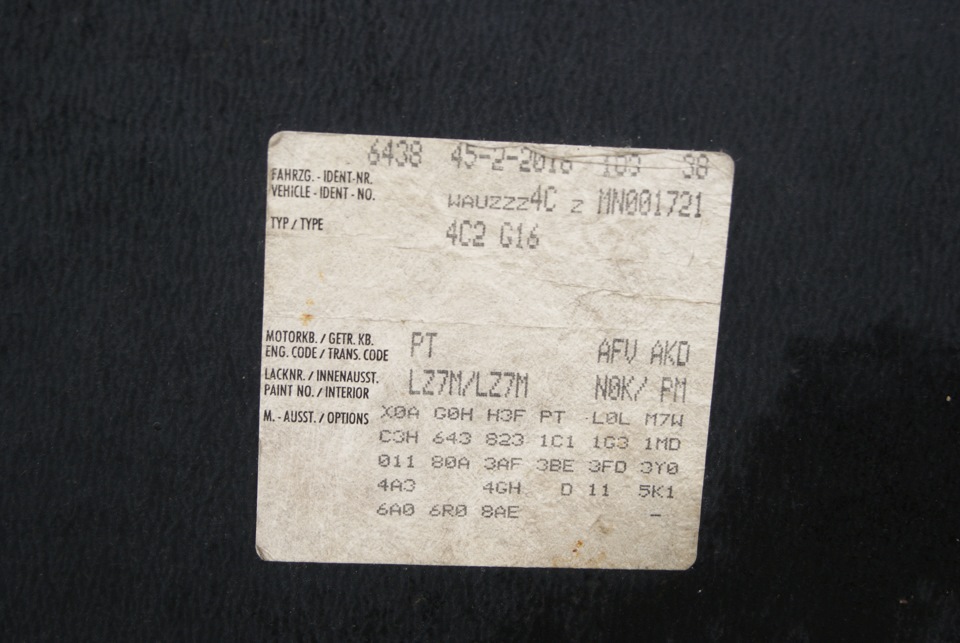 6438 45-2-2016 103 38
FAHRZG. - IDENT-NR.
VEHICLE - IDENT - NO. WAUZZZ4C Z MN001721
TYP / TYPE 4C2 G16
MOTORKB. / GETR. KB.
ENG. CODE / TRANS. CODE PT AFV AKD
LACKNR. / INNENAUSST.
PAINT NO. / INTERIOR LZ7M/LZ7M N0K/ PM
M. - AUSST. / OPTIONS X0A G0H H3F PT L0L M7W
C3H 643 823 1C1 1G3 1MD
011 80A 3AF 3BE 3FD 3Y0
4A3 4GH D 11 5K1
6A0 6R0 8AE -